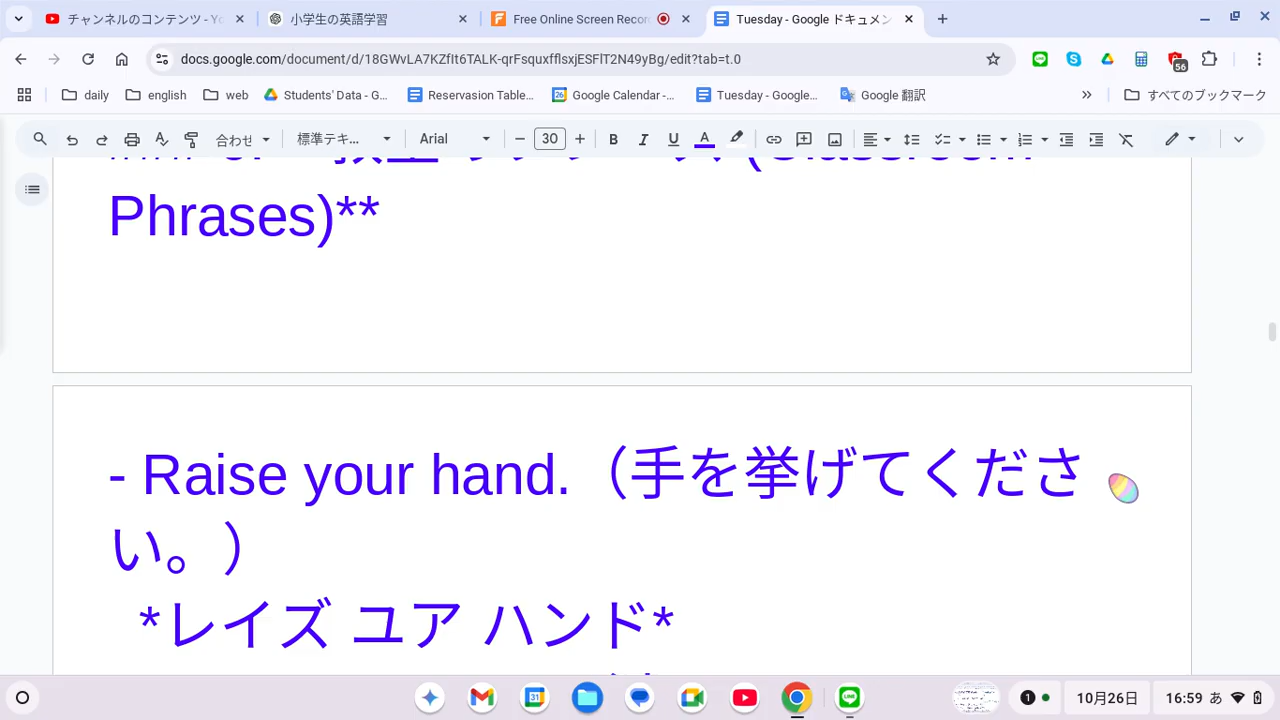 チャンネルのコンテンツ - Yo
小学生の英語学習
Free Online Screen Recor
Tuesday - Google ドキュメン
docs.google.com/document/d/18GWvLA7KZfIt6TALK-qrFsquxfflsxjESFlT2N49yBg/edit?tab=t.0
56
daily
english
web
Students' Data - G...
Reservasion Table...
Google Calendar -...
Tuesday - Google...
Google 翻訳
すべてのブックマーク
合わせ
標準テキ...
Arial
30
Phrases)**
- Raise your hand.（手を挙げてくださ
い。）
*レイズ ユア ハンド*
31
1
10月26日
16:59 あ